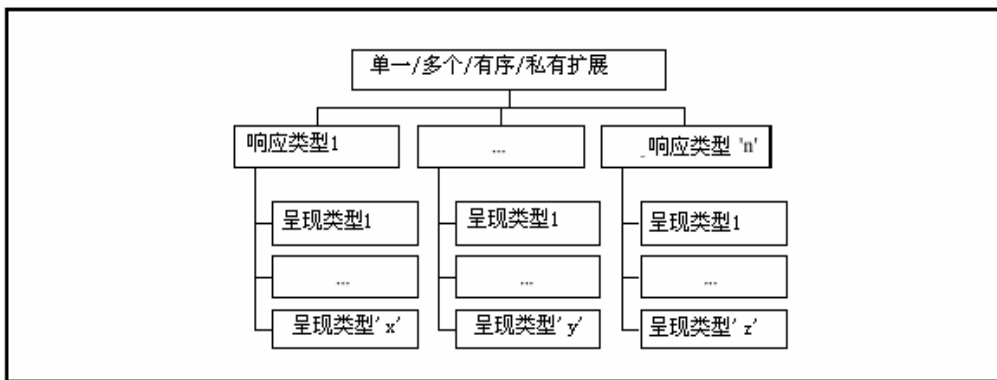 单一/多个/有序/私有扩展
响应类型1
...
响应类型 'n'
呈现类型1
呈现类型1
呈现类型1
...
...
...
呈现类型' x'
呈现类型' y'
呈现类型' z'